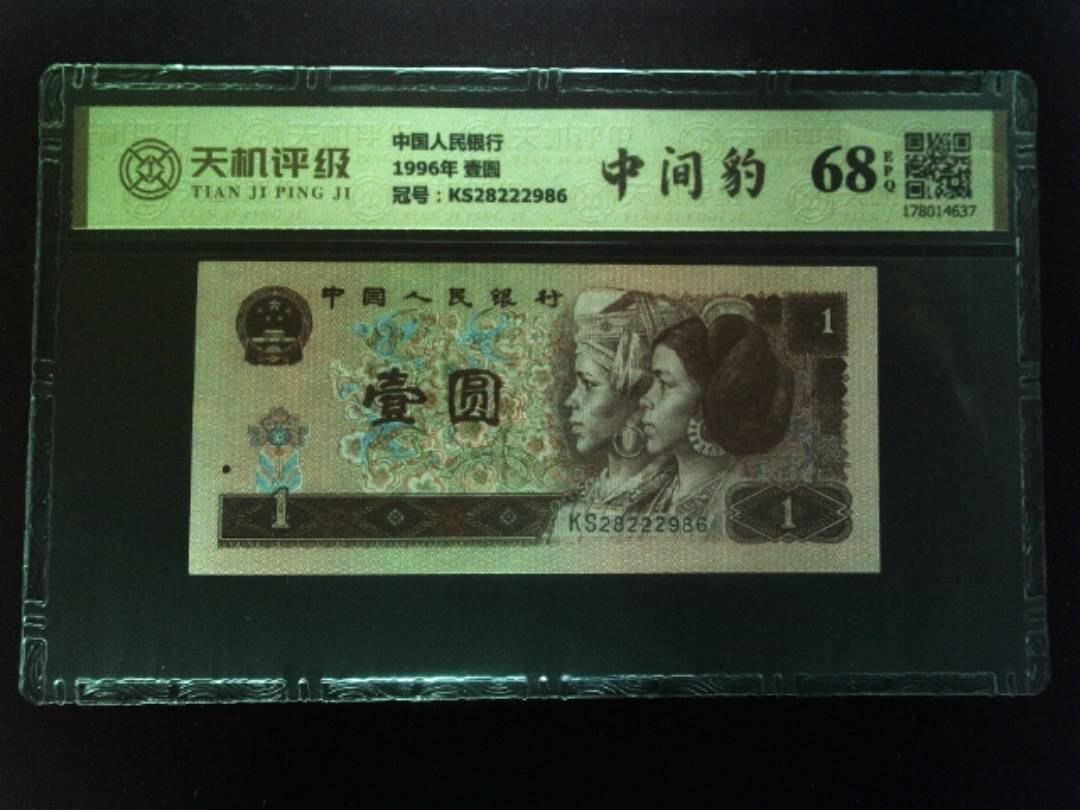 天机评级
TIAN JI PING JI
中国人民银行
1996年 壹圆
冠号：KS28222986
中间豹
68
EPQ
178014637
中国人民银行
壹圆
1
1
KS28222986
1